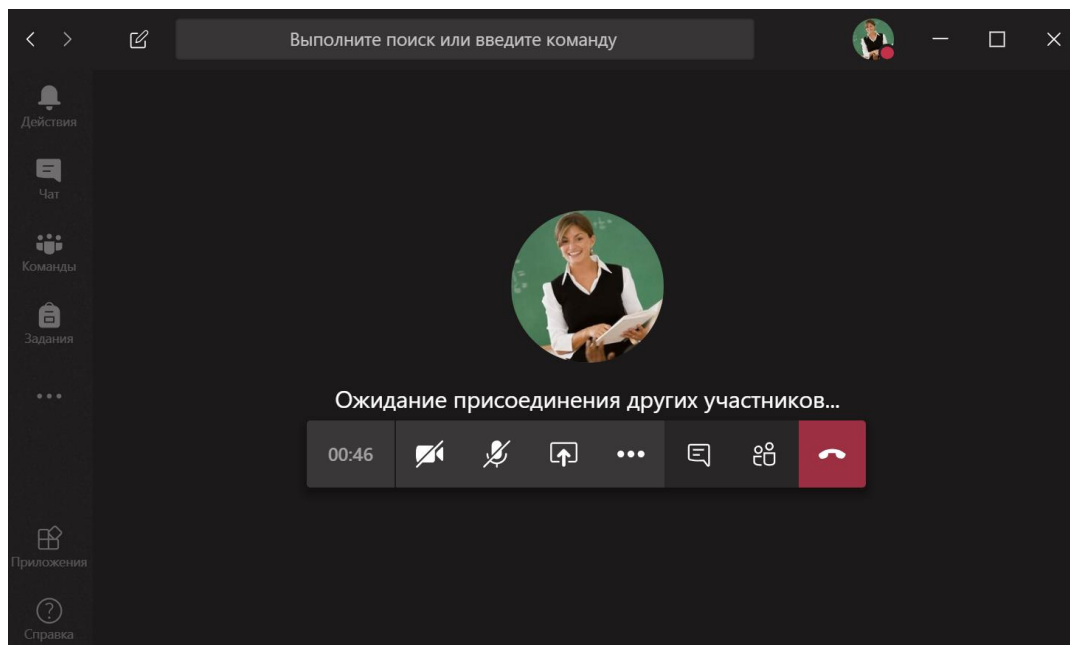 Выполните поиск или введите команду
Действия
Чат
Команды
Задания
Ожидание присоединения других участников...
00:46
Приложения
Справка